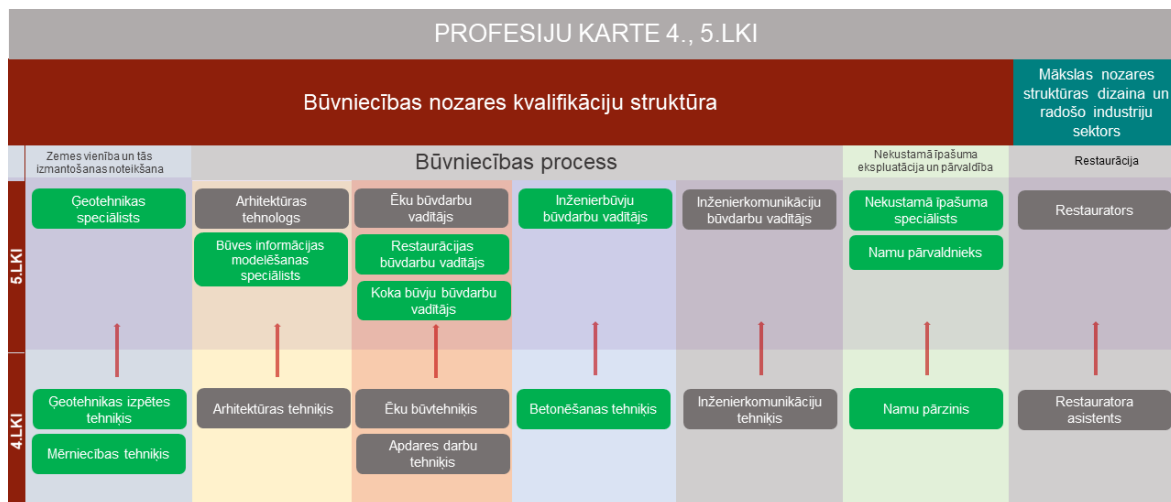 PROFESIJU KARTE 4., 5.LKI
Būvniecības nozares kvalifikāciju struktūra
Mākslas nozares
struktūras dizaina un
radošo industriju
sektors
Zemes vienība un tās
izmantošanas noteikšana
Būvniecības process
Nekustamā īpašuma
ekspluatācija un pārvaldība
Restaurācija
5.LKI
Ģeotehnikas
speciālists
Arhitektūras
tehnologs
Būves informācijas
modelēšanas
speciālists
Ēku būvdarbu
vadītājs
Restaurācijas
būvdarbu vadītājs
Koka būvju būvdarbu
vadītājs
Inženierbūvju
būvdarbu vadītājs
Inženierkomunikāciju
būvdarbu vadītājs
Nekustamā īpašuma
speciālists
Namu pārvaldnieks
Restaurators
4.LKI
Ģeotehnikas izpētes
tehniķis
Mērniecības tehniķis
Arhitektūras tehniķis
Ēku būvtehniķis
Apdares darbu
tehniķis
Betonēšanas tehniķis
Inženierkomunikāciju
tehniķis
Namu pārzinis
Restauratora
asistents